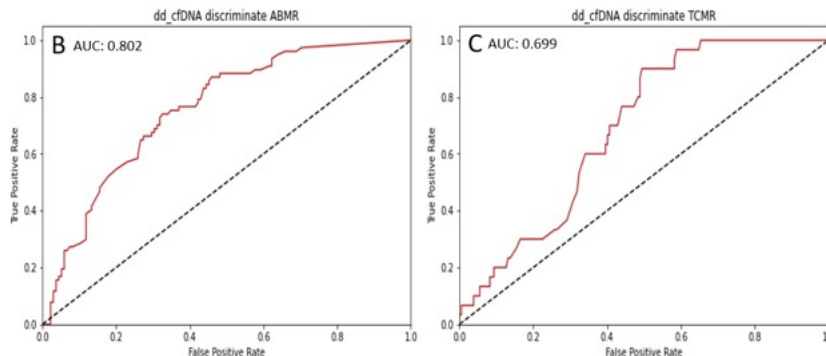 dd_cfDNA discriminate ABMR
B AUC: 0.802
True Positive Rate
1.0
0.8
0.6
0.4
0.2
0.0
0.0 0.2 0.4 0.6 0.8 1.0
False Positive Rate
dd_cfDNA discriminate TCMR
C AUC: 0.699
True Positive Rate
1.0
0.8
0.6
0.4
0.2
0.0
0.0 0.2 0.4 0.6 0.8 1
False Positive Rate